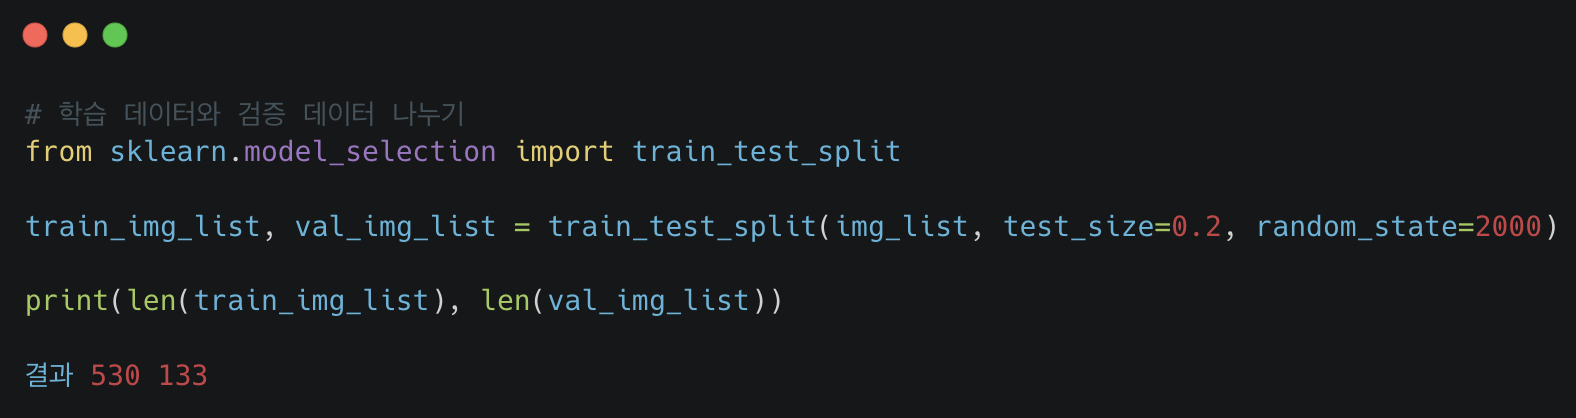 # 학습 데이터와 검증 데이터 나누기
from sklearn.model_selection import train_test_split
train_img_list, val_img_list = train_test_split(img_list, test_size=0.2, random_state=2000)
print(len(train_img_list), len(val_img_list))
결과 530 133